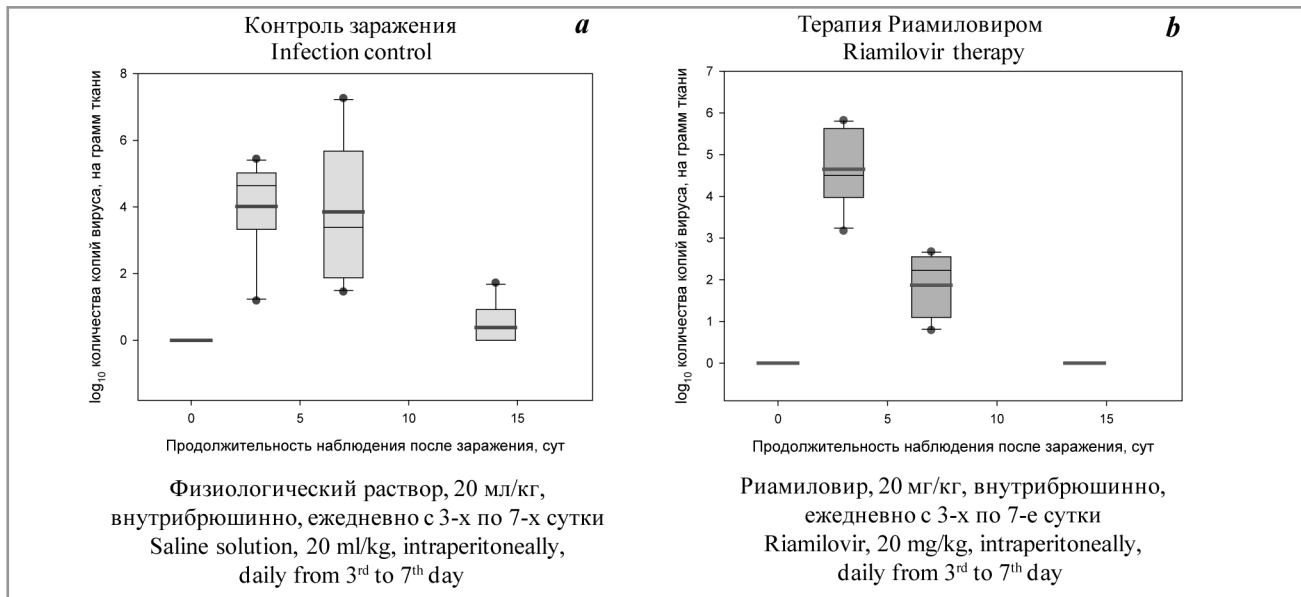 Контроль заражения
Infection control
a
log10 количества копий вируса, на грамм ткани
8
6
4
2
0
0 5 10 15
Продолжительность наблюдения после заражения, сут
Физиологический раствор, 20 мл/кг,
внутрибрюшинно, ежедневно с 3-х по 7-х сутки
Saline solution, 20 ml/kg, intraperitoneally,
daily from 3rd to 7th day
Терапия Риамиловиром
Riamilovir therapy
b
log10 количества копий вируса, на грамм ткани
7
6
5
4
3
2
1
0
0 5 10 15
Продолжительность наблюдения после заражения, сут
Риамиловир, 20 мг/кг, внутрибрюшинно,
ежедневно с 3-х по 7-е сутки
Riamilovir, 20 mg/kg, intraperitoneally,
daily from 3rd to 7th day